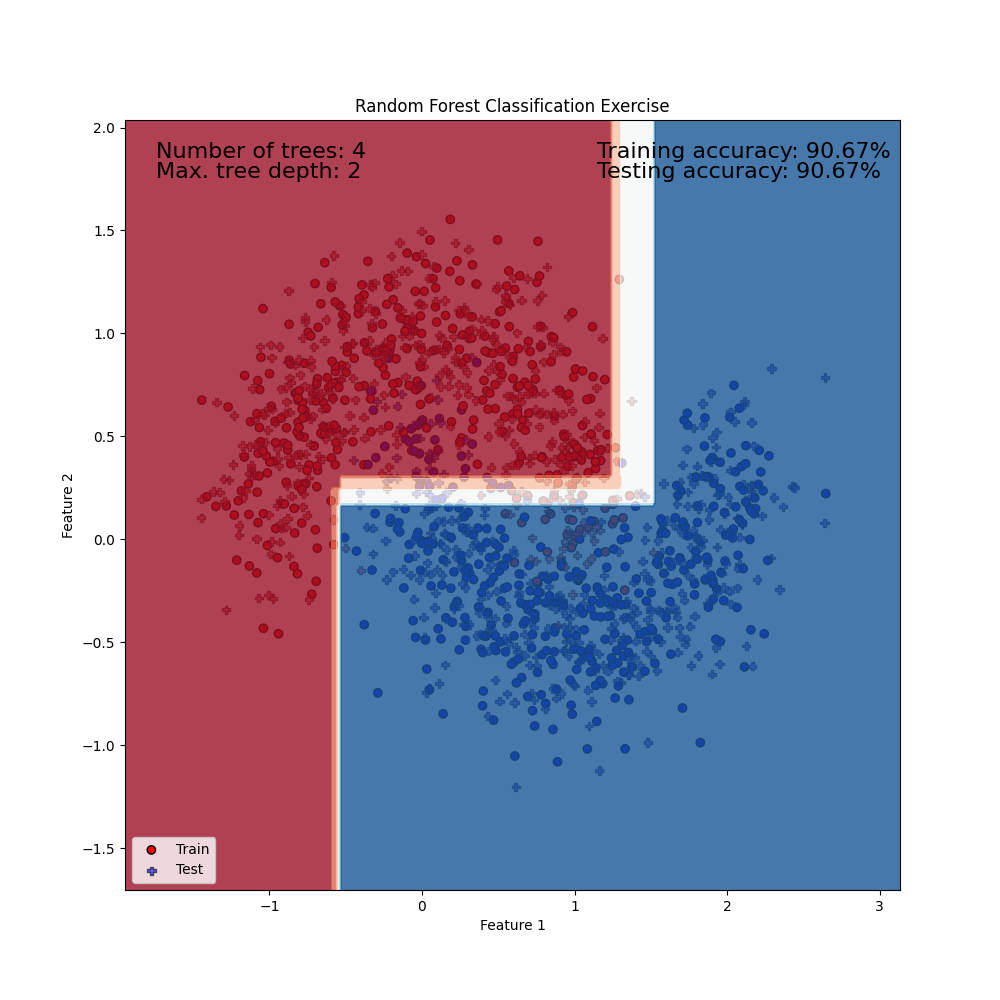 Random Forest Classification Exercise
2.0
Number of trees: 4
Training accuracy: 90.67%
Max. tree depth: 2
Testing accuracy: 90.67%
1.5
1.0
0.5
Feature 2
0.0
−0.5
−1.0
−1.5
Train
Test
−1 0 1 2 3
Feature 1